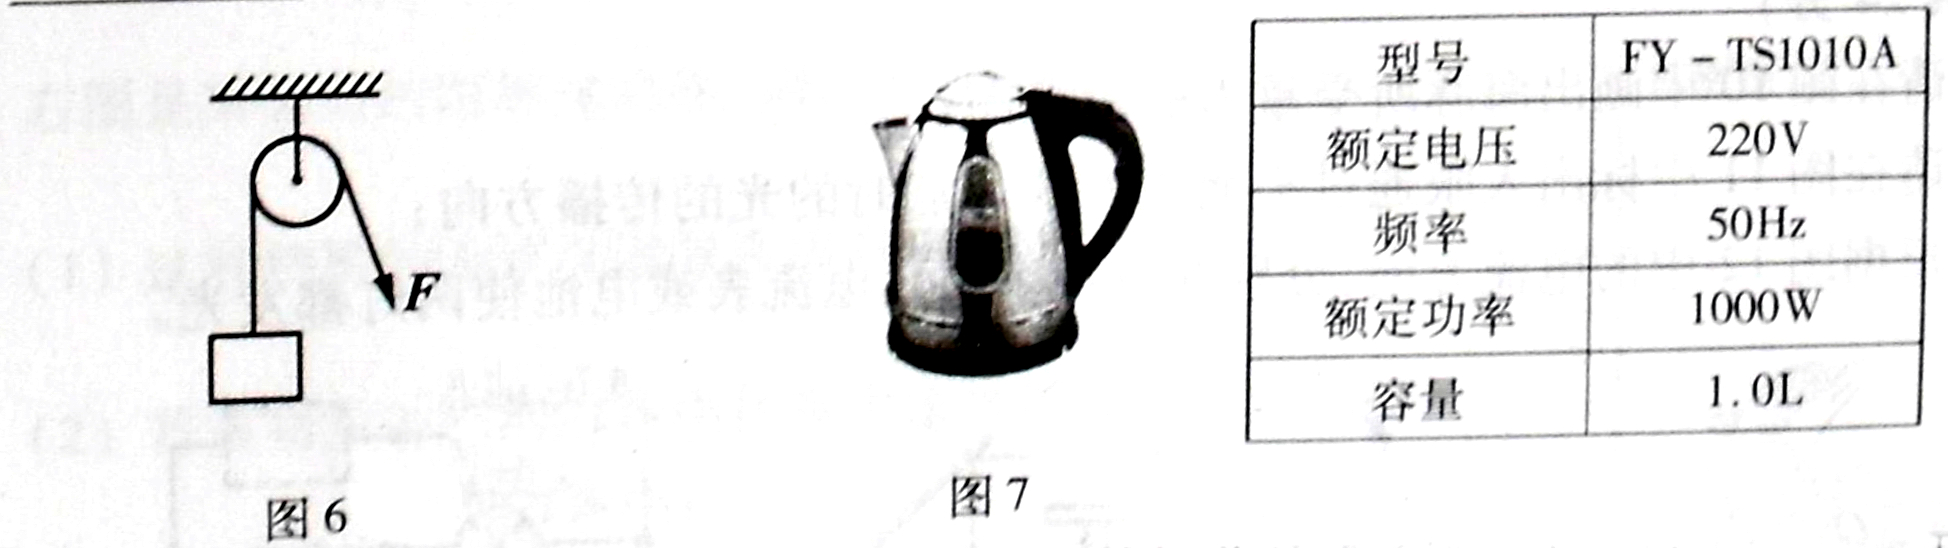 F
图6
图7
型号 FY-TS1010A
额定电压 220V
频率 50Hz
额定功率 1000W
容量 1.0L